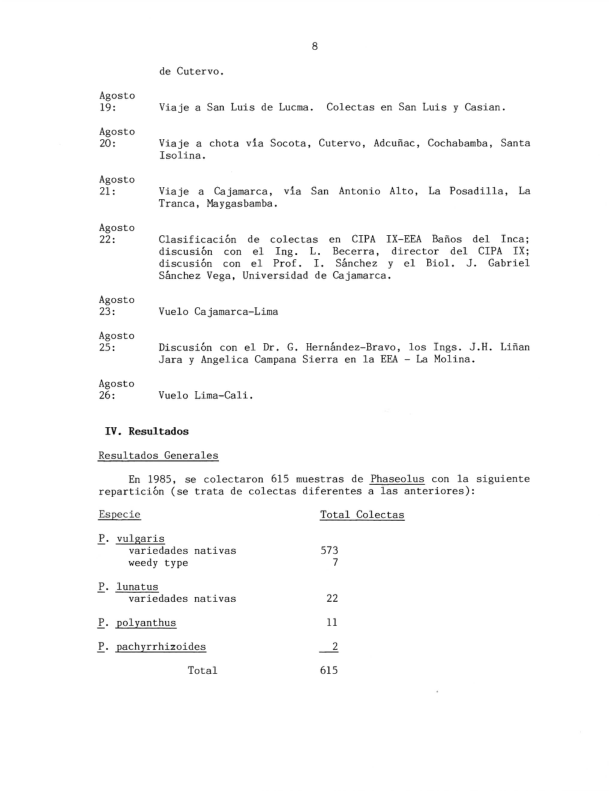 8
de Cutervo.
Agosto
19: Viaje a San Luis de Lucma. Colectas en San Luis y Casian.
Agosto
20: Viaje a chota vía Socota, Cutervo, Adcuñac, Cochabamba, Santa
Isolina.
Agosto
21: Viaje a Cajamarca, vía San Antonio Alto, La Posadilla, La
Tranca, Maygasbamba.
Agosto
22: Clasificación de colectas en CIPA IX-EEA Baños del Inca;
discusión con el Ing. L. Becerra, director del CIPA IX;
discusión con el Prof. I. Sánchez y el Biol. J. Gabriel
Sánchez Vega, Universidad de Cajamarca.
Agosto
23: Vuelo Cajamarca-Lima
Agosto
25: Discusión con el Dr. G. Hernández-Bravo, los Ings. J.H. Liñan
Jara y Angelica Campana Sierra en la EEA - La Molina.
Agosto
26: Vuelo Lima-Cali.
IV. Resultados
Resultados Generales
En 1985, se colectaron 615 muestras de Phaseolus con la siguiente
repartición (se trata de colectas diferentes a las anteriores):
Especie Total Colectas
P. vulgaris
variedades nativas 573
weedy type 7
P. lunatus
variedades nativas 22
P. polyanthus 11
P. pachyrrhizoides 2
Total 615